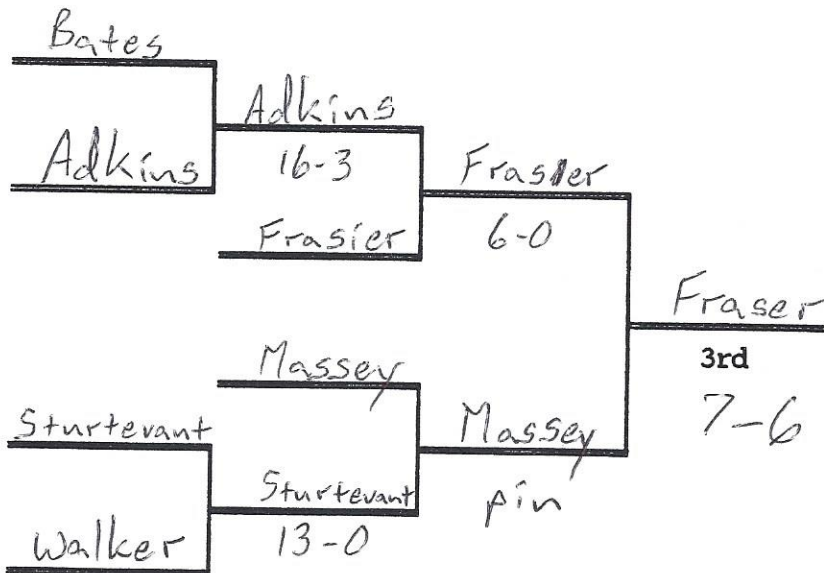 Bates
Adkins
Adkins
16-3
Frasier
Frasier
6-0
Fraser
3rd
7-6
Massey
Sturtevant
Massey
pin
Sturtevant
13-0
Walker